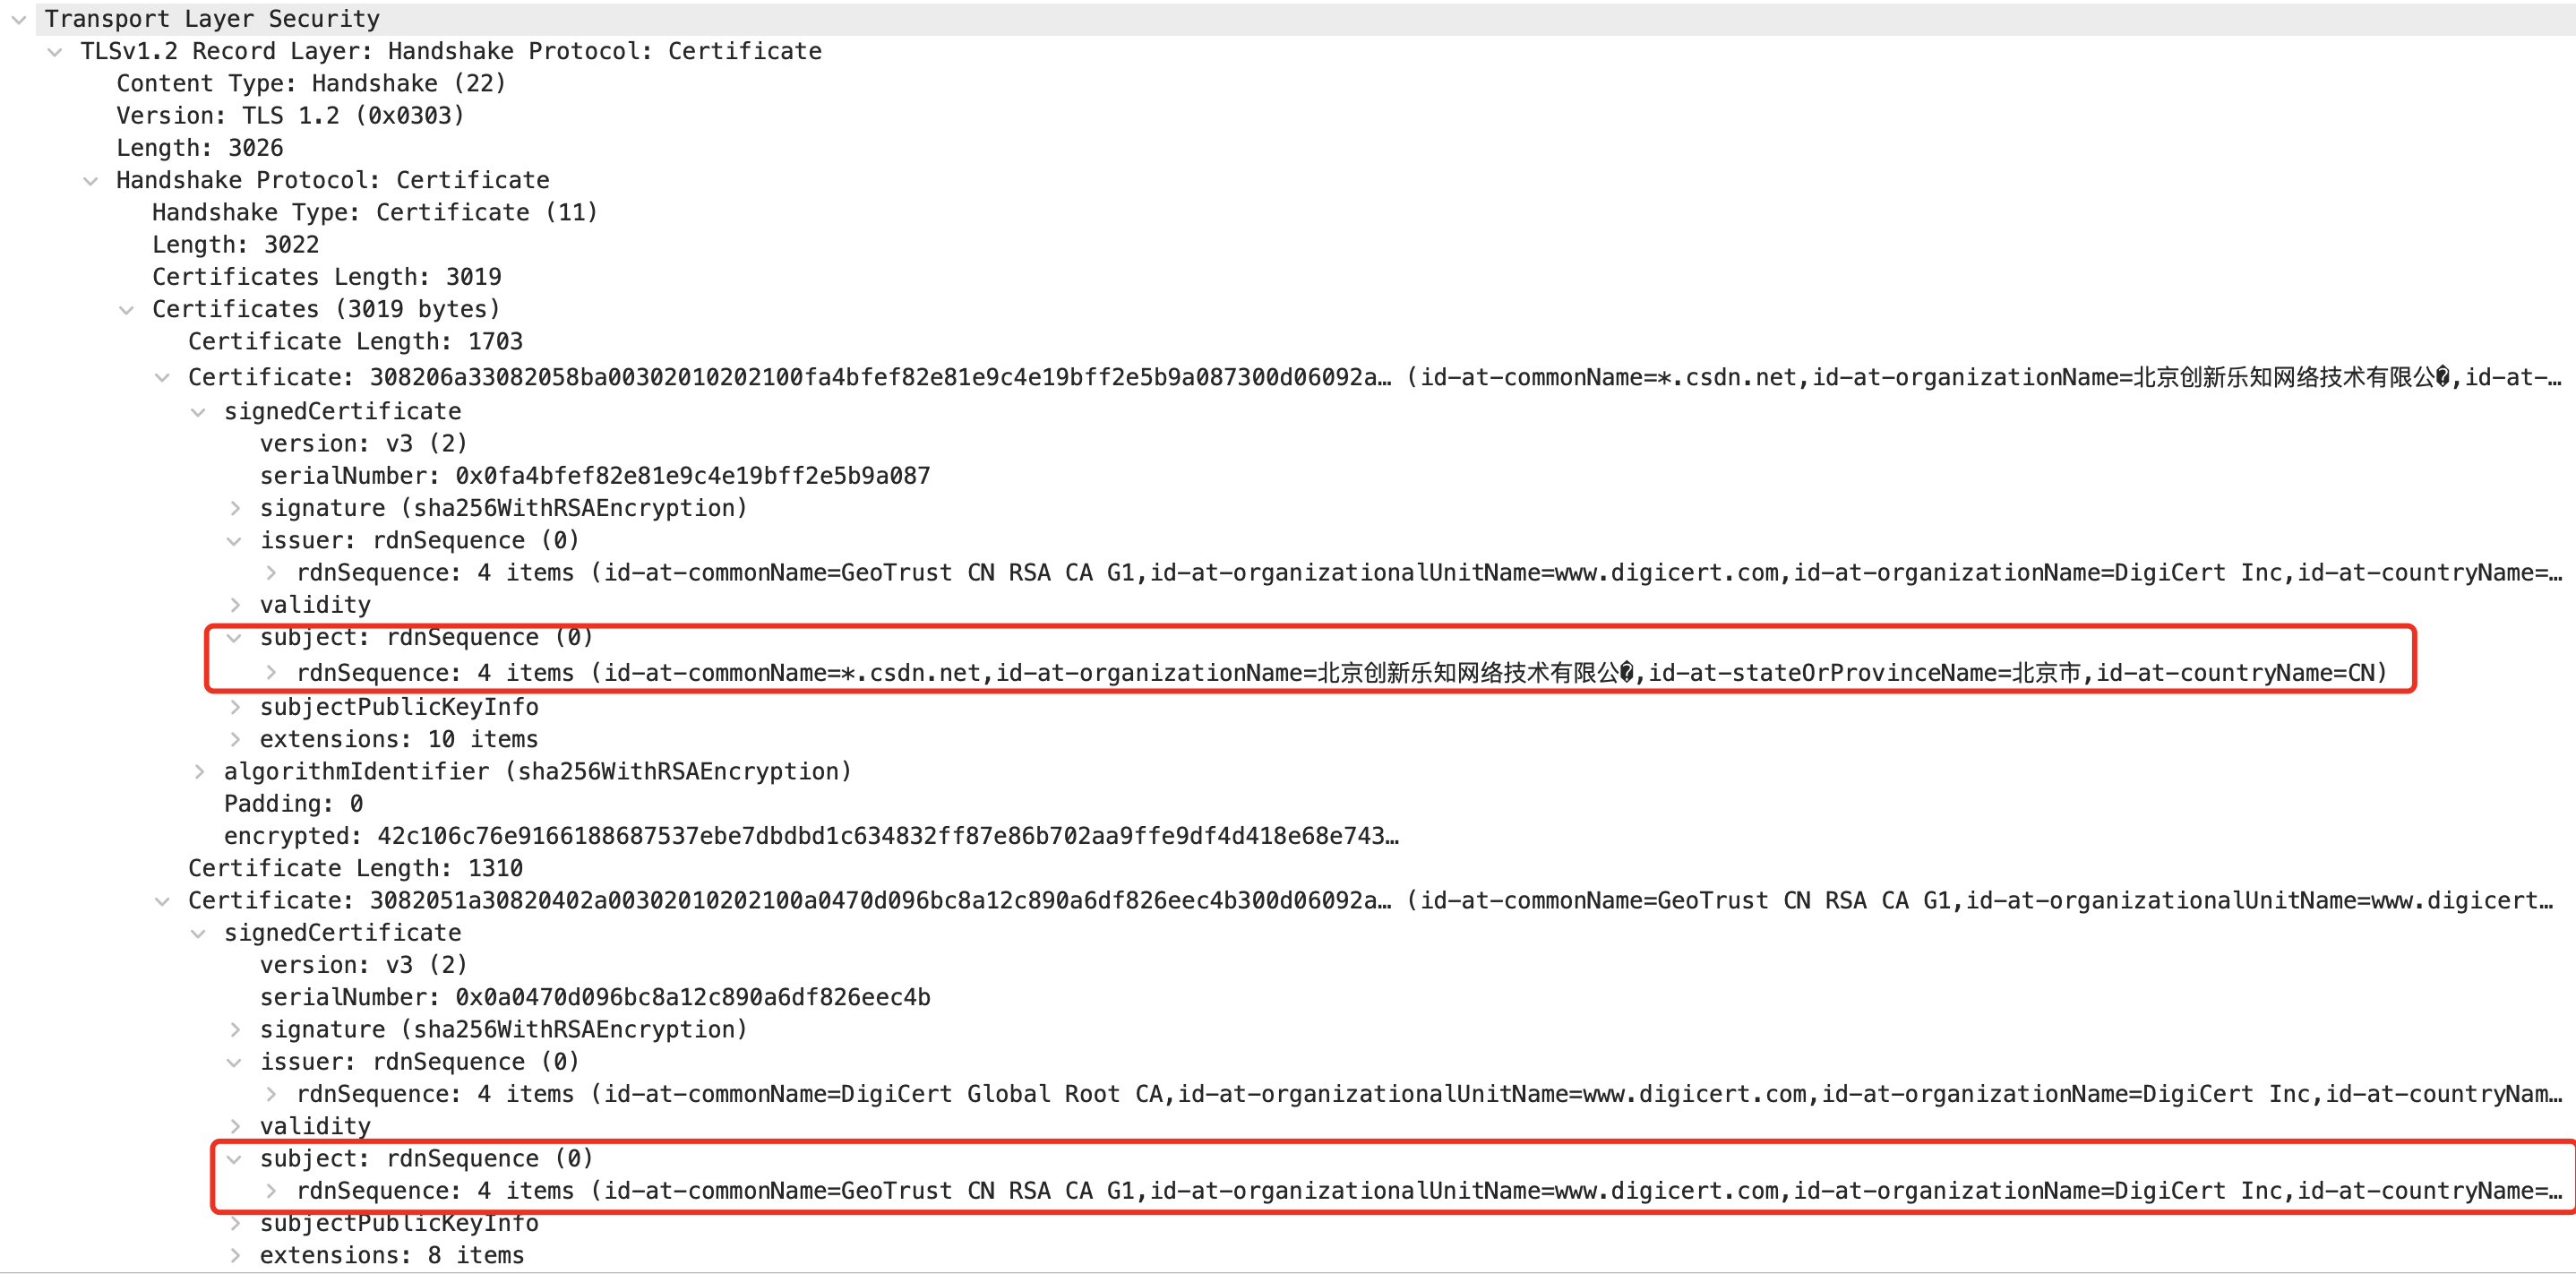 Transport Layer Security
TLSv1.2 Record Layer: Handshake Protocol: Certificate
Content Type: Handshake (22)
Version: TLS 1.2 (0x0303)
Length: 3026
Handshake Protocol: Certificate
Handshake Type: Certificate (11)
Length: 3022
Certificates Length: 3019
Certificates (3019 bytes)
Certificate Length: 1703
Certificate: 308206a33082058ba00302010202100fa4bfef82e81e9c4e19bff2e5b9a087300d06092a… (id-at-commonName=*.csdn.net,id-at-organizationName=北京创新乐知网络技术有限公�,id-at-…
signedCertificate
version: v3 (2)
serialNumber: 0x0fa4bfef82e81e9c4e19bff2e5b9a087
signature (sha256WithRSAEncryption)
issuer: rdnSequence (0)
rdnSequence: 4 items (id-at-commonName=GeoTrust CN RSA CA G1,id-at-organizationalUnitName=www.digicert.com,id-at-organizationName=DigiCert Inc,id-at-countryName=…
validity
subject: rdnSequence (0)
rdnSequence: 4 items (id-at-commonName=*.csdn.net,id-at-organizationName=北京创新乐知网络技术有限公�,id-at-stateOrProvinceName=北京市,id-at-countryName=CN)
subjectPublicKeyInfo
extensions: 10 items
algorithmIdentifier (sha256WithRSAEncryption)
Padding: 0
encrypted: 42c106c76e9166188687537ebe7dbdbd1c634832ff87e86b702aa9ffe9df4d418e68e743…
Certificate Length: 1310
Certificate: 3082051a30820402a00302010202100a0470d096bc8a12c890a6df826eec4b300d06092a… (id-at-commonName=GeoTrust CN RSA CA G1,id-at-organizationalUnitName=www.digicert…
signedCertificate
version: v3 (2)
serialNumber: 0x0a0470d096bc8a12c890a6df826eec4b
signature (sha256WithRSAEncryption)
issuer: rdnSequence (0)
rdnSequence: 4 items (id-at-commonName=DigiCert Global Root CA,id-at-organizationalUnitName=www.digicert.com,id-at-organizationName=DigiCert Inc,id-at-countryNam…
validity
subject: rdnSequence (0)
rdnSequence: 4 items (id-at-commonName=GeoTrust CN RSA CA G1,id-at-organizationalUnitName=www.digicert.com,id-at-organizationName=DigiCert Inc,id-at-countryName=…
subjectPublicKeyInfo
extensions: 8 items